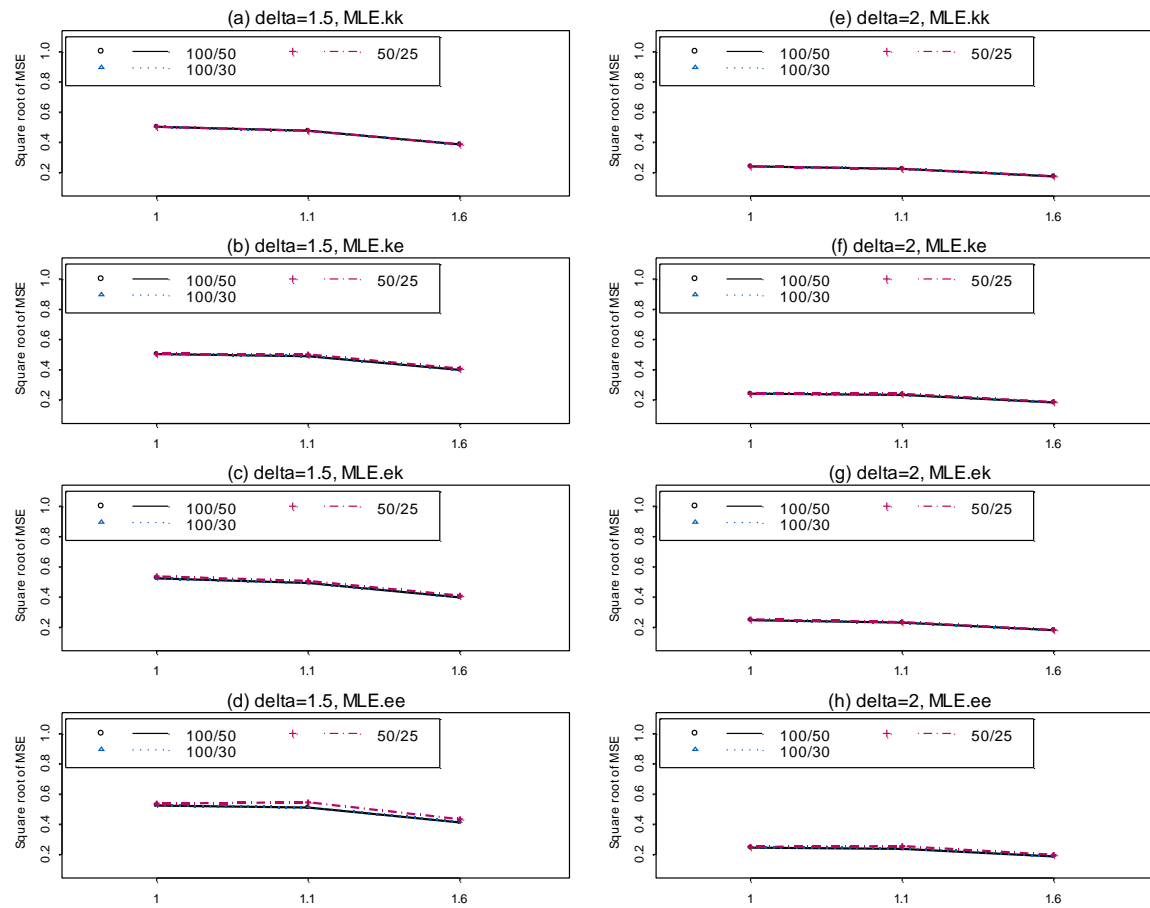 (a) delta=1.5, MLE.kk
Square root of MSE
0.2 0.4 0.6 0.8 1.0
100/50
100/30
50/25
1 1.1 1.6
(e) delta=2, MLE.kk
Square root of MSE
0.2 0.4 0.6 0.8 1.0
100/50
100/30
50/25
1 1.1 1.6
(b) delta=1.5, MLE.ke
Square root of MSE
0.2 0.4 0.6 0.8 1.0
100/50
100/30
50/25
1 1.1 1.6
(f) delta=2, MLE.ke
Square root of MSE
0.2 0.4 0.6 0.8 1.0
100/50
100/30
50/25
1 1.1 1.6
(c) delta=1.5, MLE.ek
Square root of MSE
0.2 0.4 0.6 0.8 1.0
100/50
100/30
50/25
1 1.1 1.6
(g) delta=2, MLE.ek
Square root of MSE
0.2 0.4 0.6 0.8 1.0
100/50
100/30
50/25
1 1.1 1.6
(d) delta=1.5, MLE.ee
Square root of MSE
0.2 0.4 0.6 0.8 1.0
100/50
100/30
50/25
1 1.1 1.6
(h) delta=2, MLE.ee
Square root of MSE
0.2 0.4 0.6 0.8 1.0
100/50
100/30
50/25
1 1.1 1.6